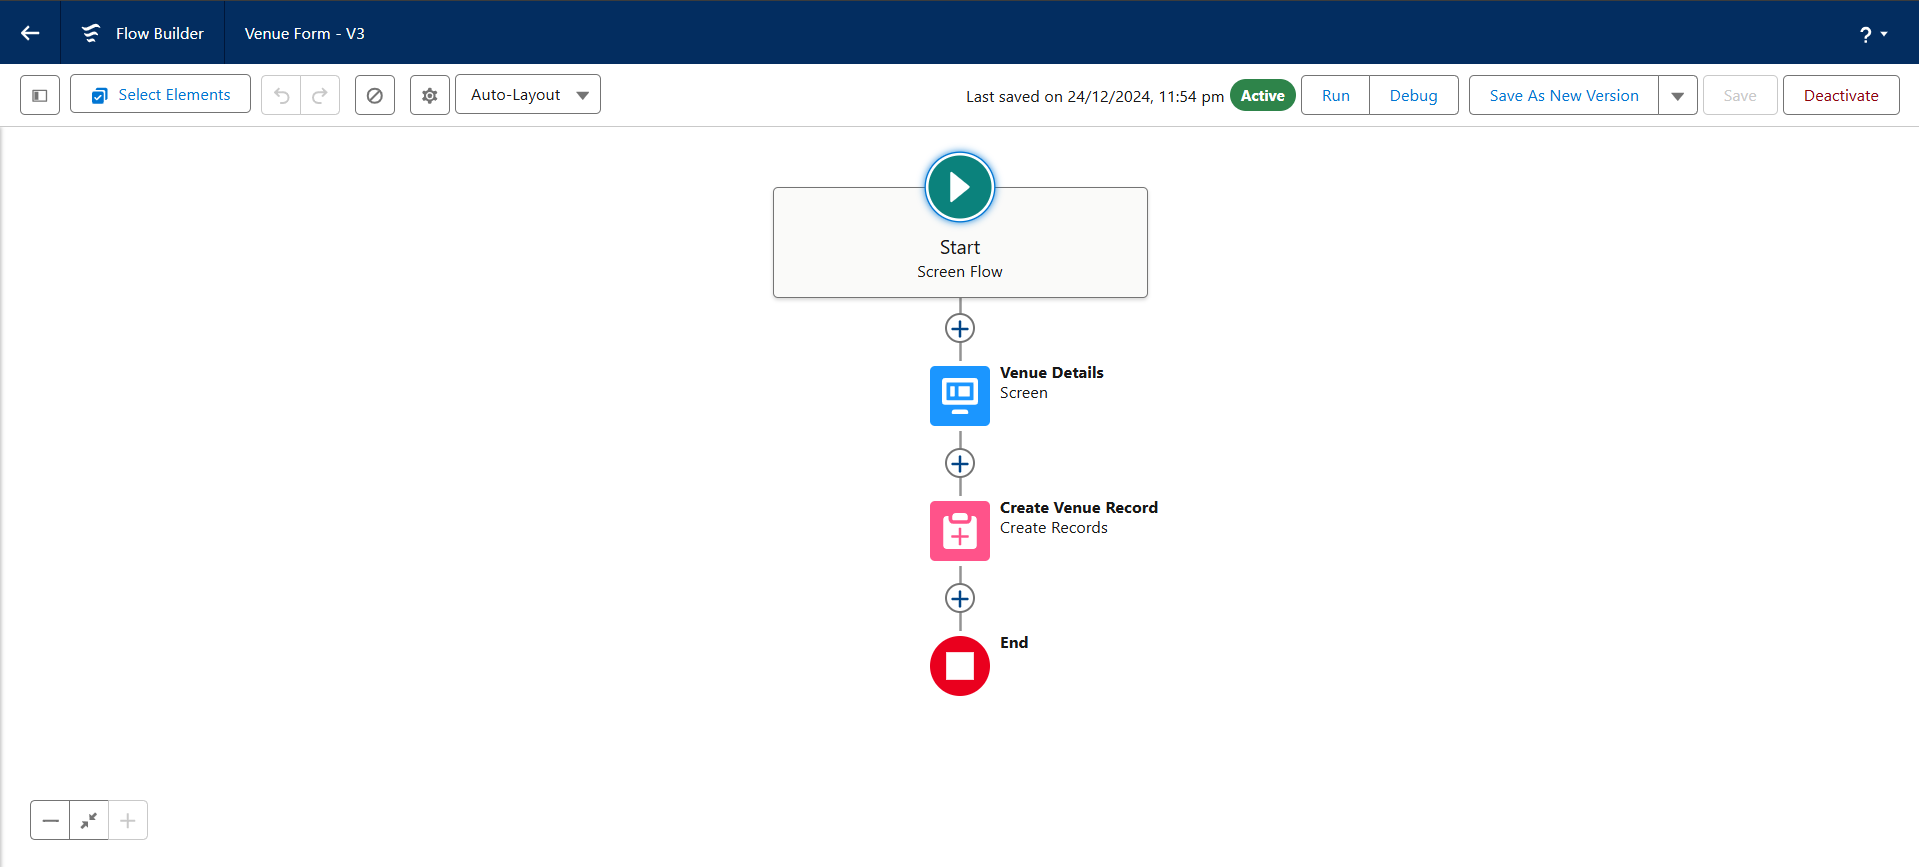 Flow Builder
Venue Form - V3
?
Select Elements
Auto-Layout
Last saved on 24/12/2024, 11:54 pm
Active
Run
Debug
Save As New Version
Save
Deactivate
Start
Screen Flow
Venue Details
Screen
Create Venue Record
Create Records
End